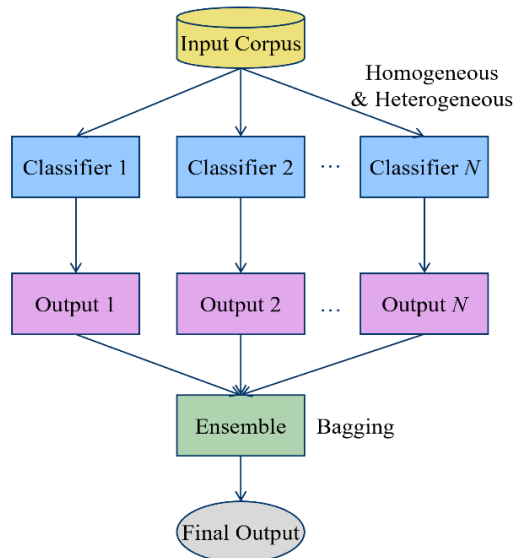 Input Corpus
Homogeneous
& Heterogeneous
Classifier 1
Classifier 2
...
Classifier N
Output 1
Output 2
...
Output N
Ensemble
Bagging
Final Output